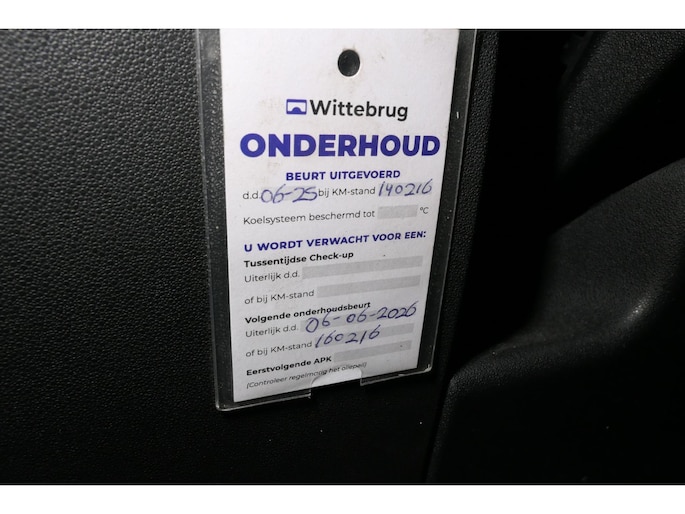 Wittebrug
ONDERHOUD
BEURT UITGEVOERD
d.d. 06-25 bij KM-stand 140216
Koelsysteem beschermd tot °C
U WORDT VERWACHT VOOR EEN:
Tussentijdse Check-up
Uiterlijk d.d.
of bij KM-stand
Volgende onderhoudsbeurt
Uiterlijk d.d. 06-06-2026
of bij KM-stand 160216
Eerstvolgende APK
(Controleer regelmatig het oliepeil)